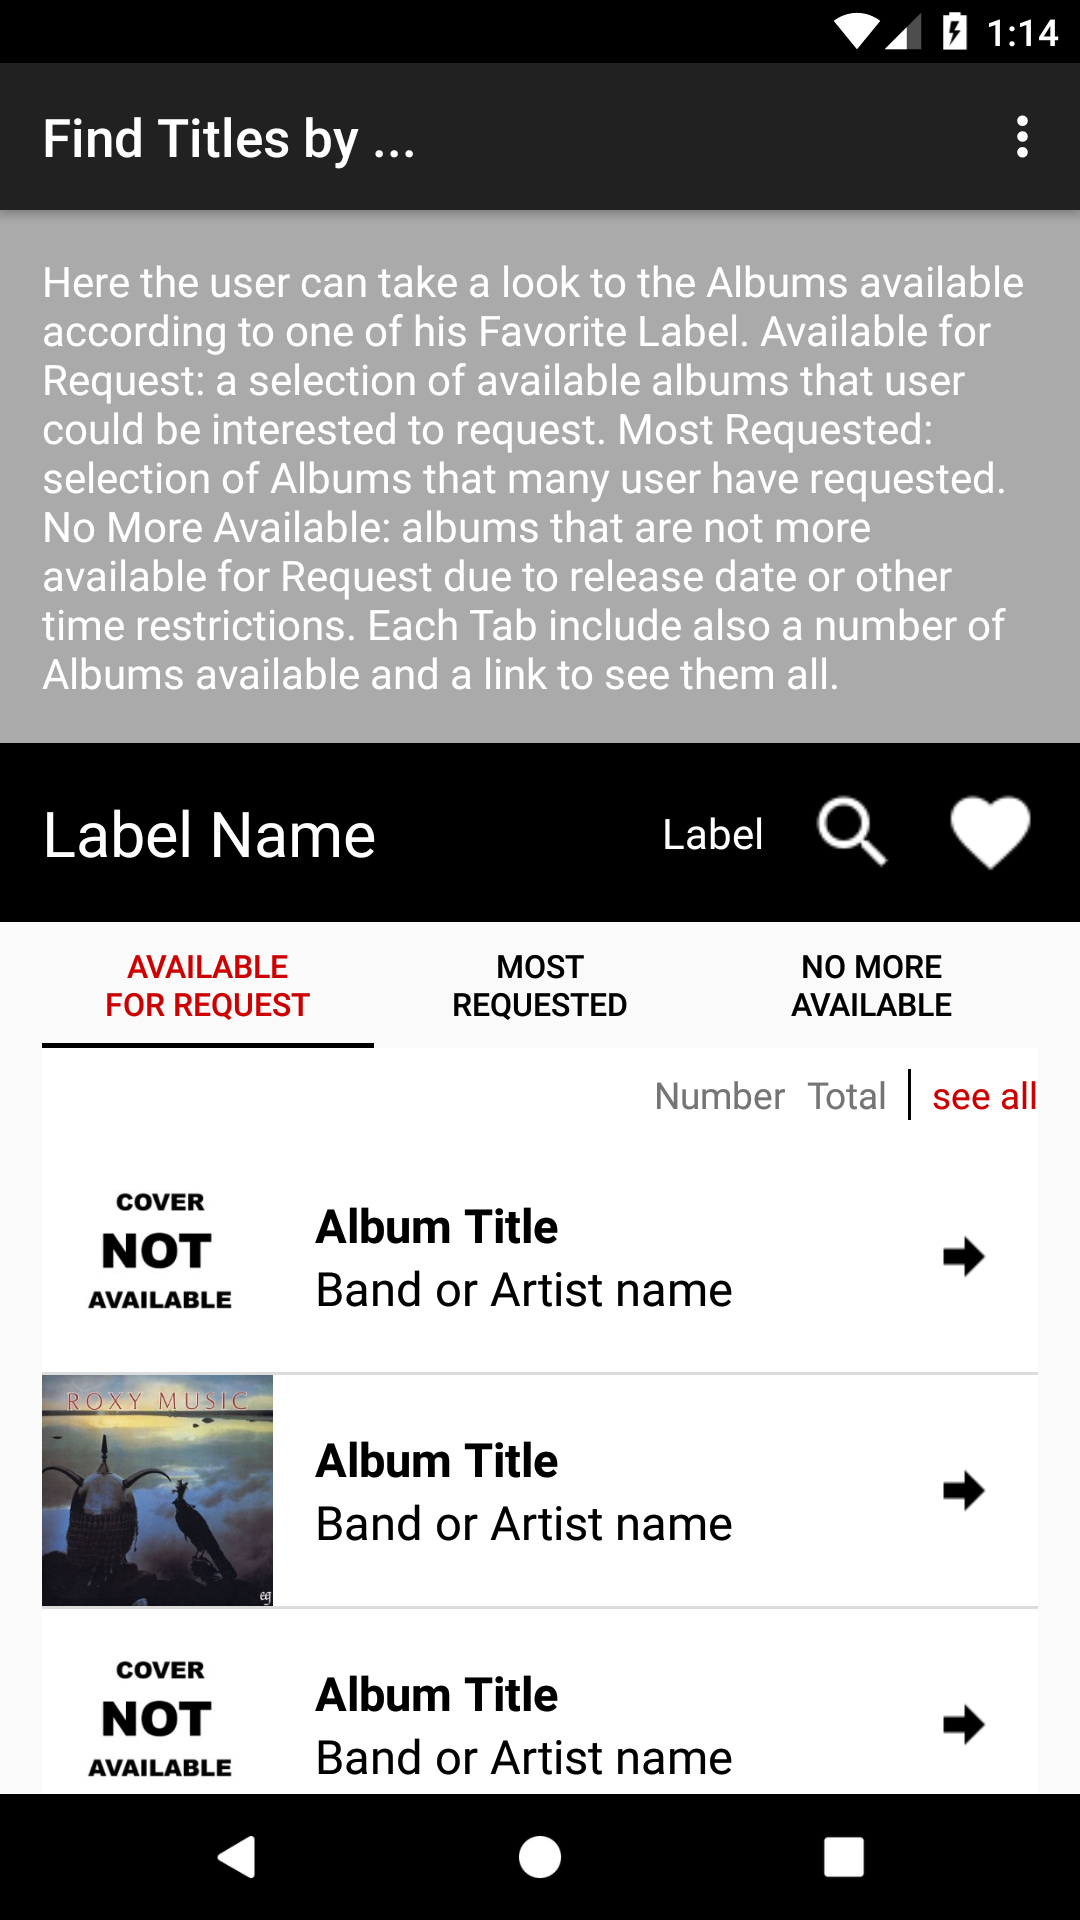 1:14
Find Titles by ...
Here the user can take a look to the Albums available
according to one of his Favorite Label. Available for
Request: a selection of available albums that user
could be interested to request. Most Requested:
selection of Albums that many user have requested.
No More Available: albums that are not more
available for Request due to release date or other
time restrictions. Each Tab include also a number of
Albums available and a link to see them all.
Label Name Label
AVAILABLE
FOR REQUEST
MOST
REQUESTED
NO MORE
AVAILABLE
Number Total see all
COVER
NOT
AVAILABLE
Album Title
Band or Artist name
ROXY MUSIC
eg
Album Title
Band or Artist name
COVER
NOT
AVAILABLE
Album Title
Band or Artist name